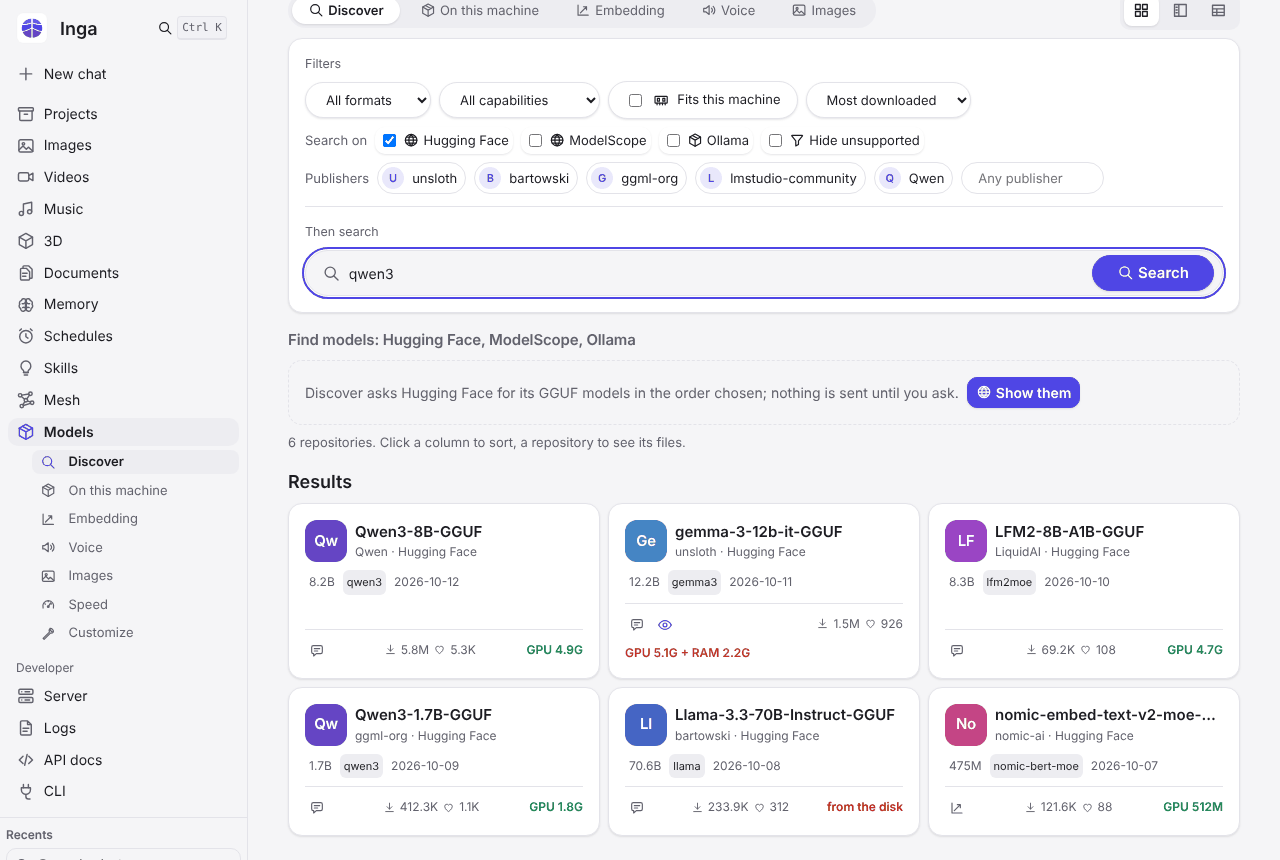 Inga
Ctrl K
New chat
Projects
Images
Videos
Music
3D
Documents
Memory
Schedules
Skills
Mesh
Models
Discover
On this machine
Embedding
Voice
Images
Speed
Customize
Developer
Server
Logs
API docs
CLI
Recents
Discover On this machine Embedding Voice Images
Filters
All formats All capabilities Fits this machine Most downloaded
Search on Hugging Face ModelScope Ollama Hide unsupported
Publishers U unsloth B bartowski G ggml-org L lmstudio-community Q Qwen Any publisher
Then search
qwen3 Search
Find models: Hugging Face, ModelScope, Ollama
Discover asks Hugging Face for its GGUF models in the order chosen; nothing is sent until you ask. Show them
6 repositories. Click a column to sort, a repository to see its files.
Results
Qw Qwen3-8B-GGUF
Qwen · Hugging Face
8.2B qwen3 2026-10-12
5.8M 5.3K GPU 4.9G
Ge gemma-3-12b-it-GGUF
unsloth · Hugging Face
12.2B gemma3 2026-10-11
1.5M 926
GPU 5.1G + RAM 2.2G
LF LFM2-8B-A1B-GGUF
LiquidAI · Hugging Face
8.3B lfm2moe 2026-10-10
69.2K 108 GPU 4.7G
Qw Qwen3-1.7B-GGUF
ggml-org · Hugging Face
1.7B qwen3 2026-10-09
412.3K 1.1K GPU 1.8G
Ll Llama-3.3-70B-Instruct-GGUF
bartowski · Hugging Face
70.6B llama 2026-10-08
233.9K 312 from the disk
No nomic-embed-text-v2-moe-...
nomic-ai · Hugging Face
475M nomic-bert-moe 2026-10-07
121.6K 88 GPU 512M